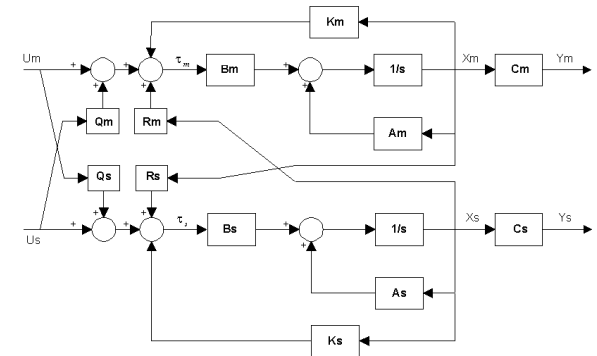 Km
Um + + + + τm Bm + 1/s Xm Cm Ym
+ + +
Qm Rm Am
Qs Rs
+ +
Us + + τs Bs + 1/s Xs Cs Ys
+ +
As
Ks